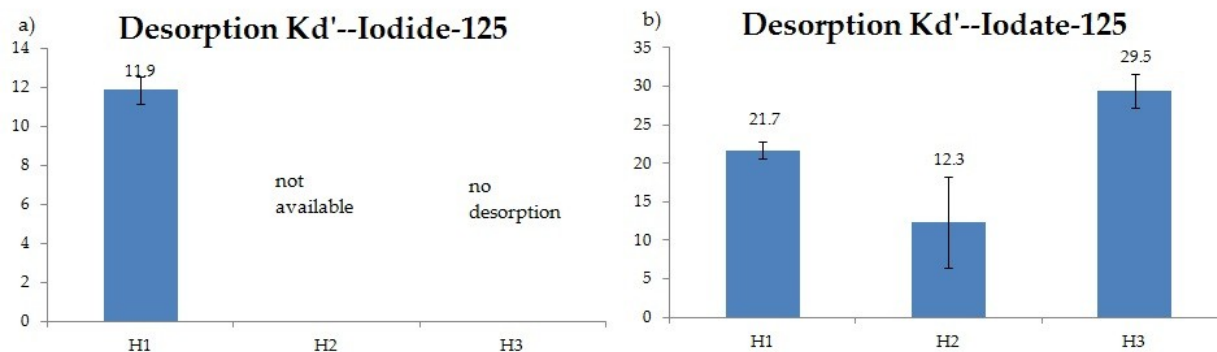 a)
Desorption Kd'--Iodide-125
14
12
10
8
6
4
2
0
11.9
not
available
no
desorption
H1 H2 H3
b)
Desorption Kd'--Iodate-125
35
30
25
20
15
10
5
0
21.7
12.3
29.5
H1 H2 H3